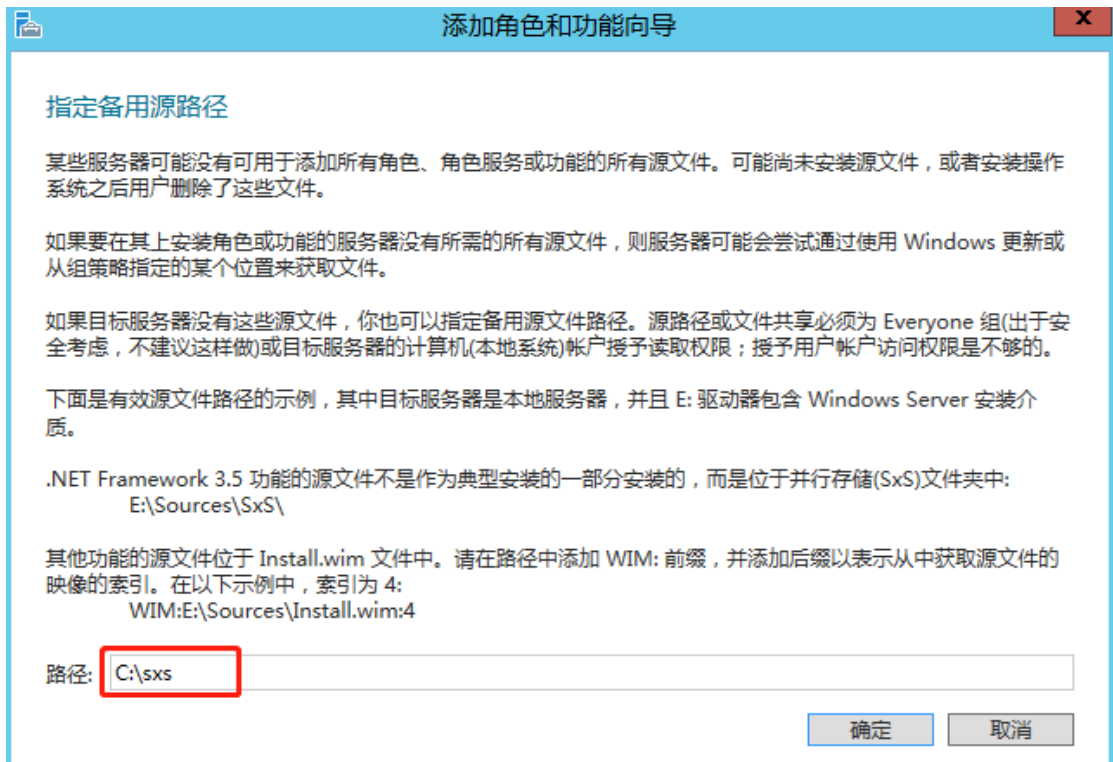 添加角色和功能向导
x
指定备用源路径
某些服务器可能没有可用于添加所有角色、角色服务或功能的所有源文件。可能尚未安装源文件，或者安装操作
系统之后用户删除了这些文件。
如果要在其上安装角色或功能的服务器没有所需的所有源文件，则服务器可能会尝试通过使用 Windows 更新或
从组策略指定的某个位置来获取文件。
如果目标服务器没有这些源文件，你也可以指定备用源文件路径。源路径或文件共享必须为 Everyone 组(出于安
全考虑，不建议这样做)或目标服务器的计算机(本地系统)帐户授予读取权限；授予用户帐户访问权限是不够的。
下面是有效源文件路径的示例，其中目标服务器是本地服务器，并且 E: 驱动器包含 Windows Server 安装介
质。
.NET Framework 3.5 功能的源文件不是作为典型安装的一部分安装的，而是位于并行存储(SxS)文件夹中:
E:\Sources\SxS\
其他功能的源文件位于 Install.wim 文件中。请在路径中添加 WIM: 前缀，并添加后缀以表示从中获取源文件的
映像的索引。在以下示例中，索引为 4:
WIM:E:\Sources\Install.wim:4
路径: C:\sxs
确定 取消